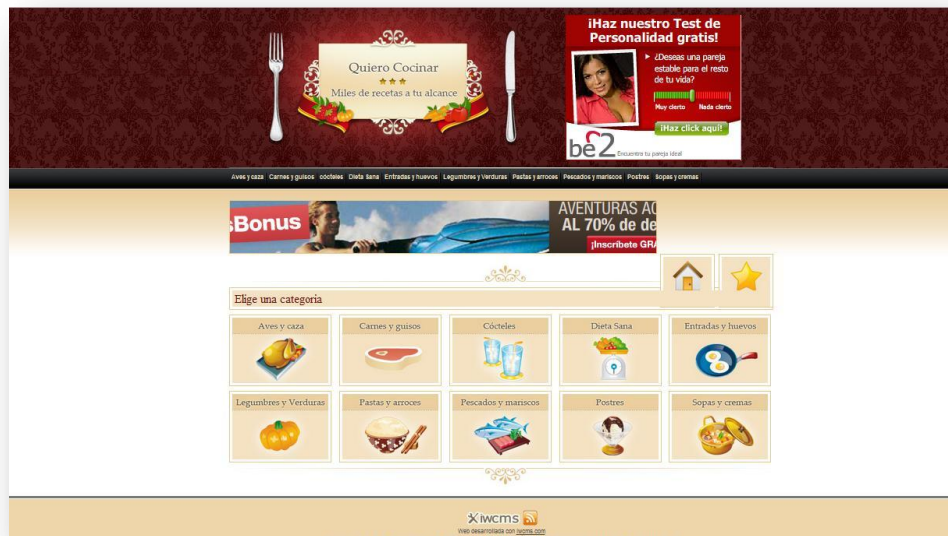 Quiero Cocinar
Miles de recetas a tu alcance
¡Haz nuestro Test de
Personalidad gratis!
¿Deseas una pareja
estable para el resto
de tu vida?
Muy cierto Nada cierto
¡Haz click aquí!
be2 Encuentra tu pareja ideal
Aves y caza Carnes y guisos cócteles Dieta Sana Entradas y huevos Legumbres y Verduras Pastas y arroces Pescados y mariscos Postres Sopas y cremas
sBonus
AVENTURAS AC
AL 70% de de
¡Inscríbete GRA
Elige una categoria
Aves y caza Carnes y guisos Cócteles Dieta Sana Entradas y huevos
Legumbres y Verduras Pastas y arroces Pescados y mariscos Postres Sopas y cremas
iwcms
Web desarrollada con iwcms.com